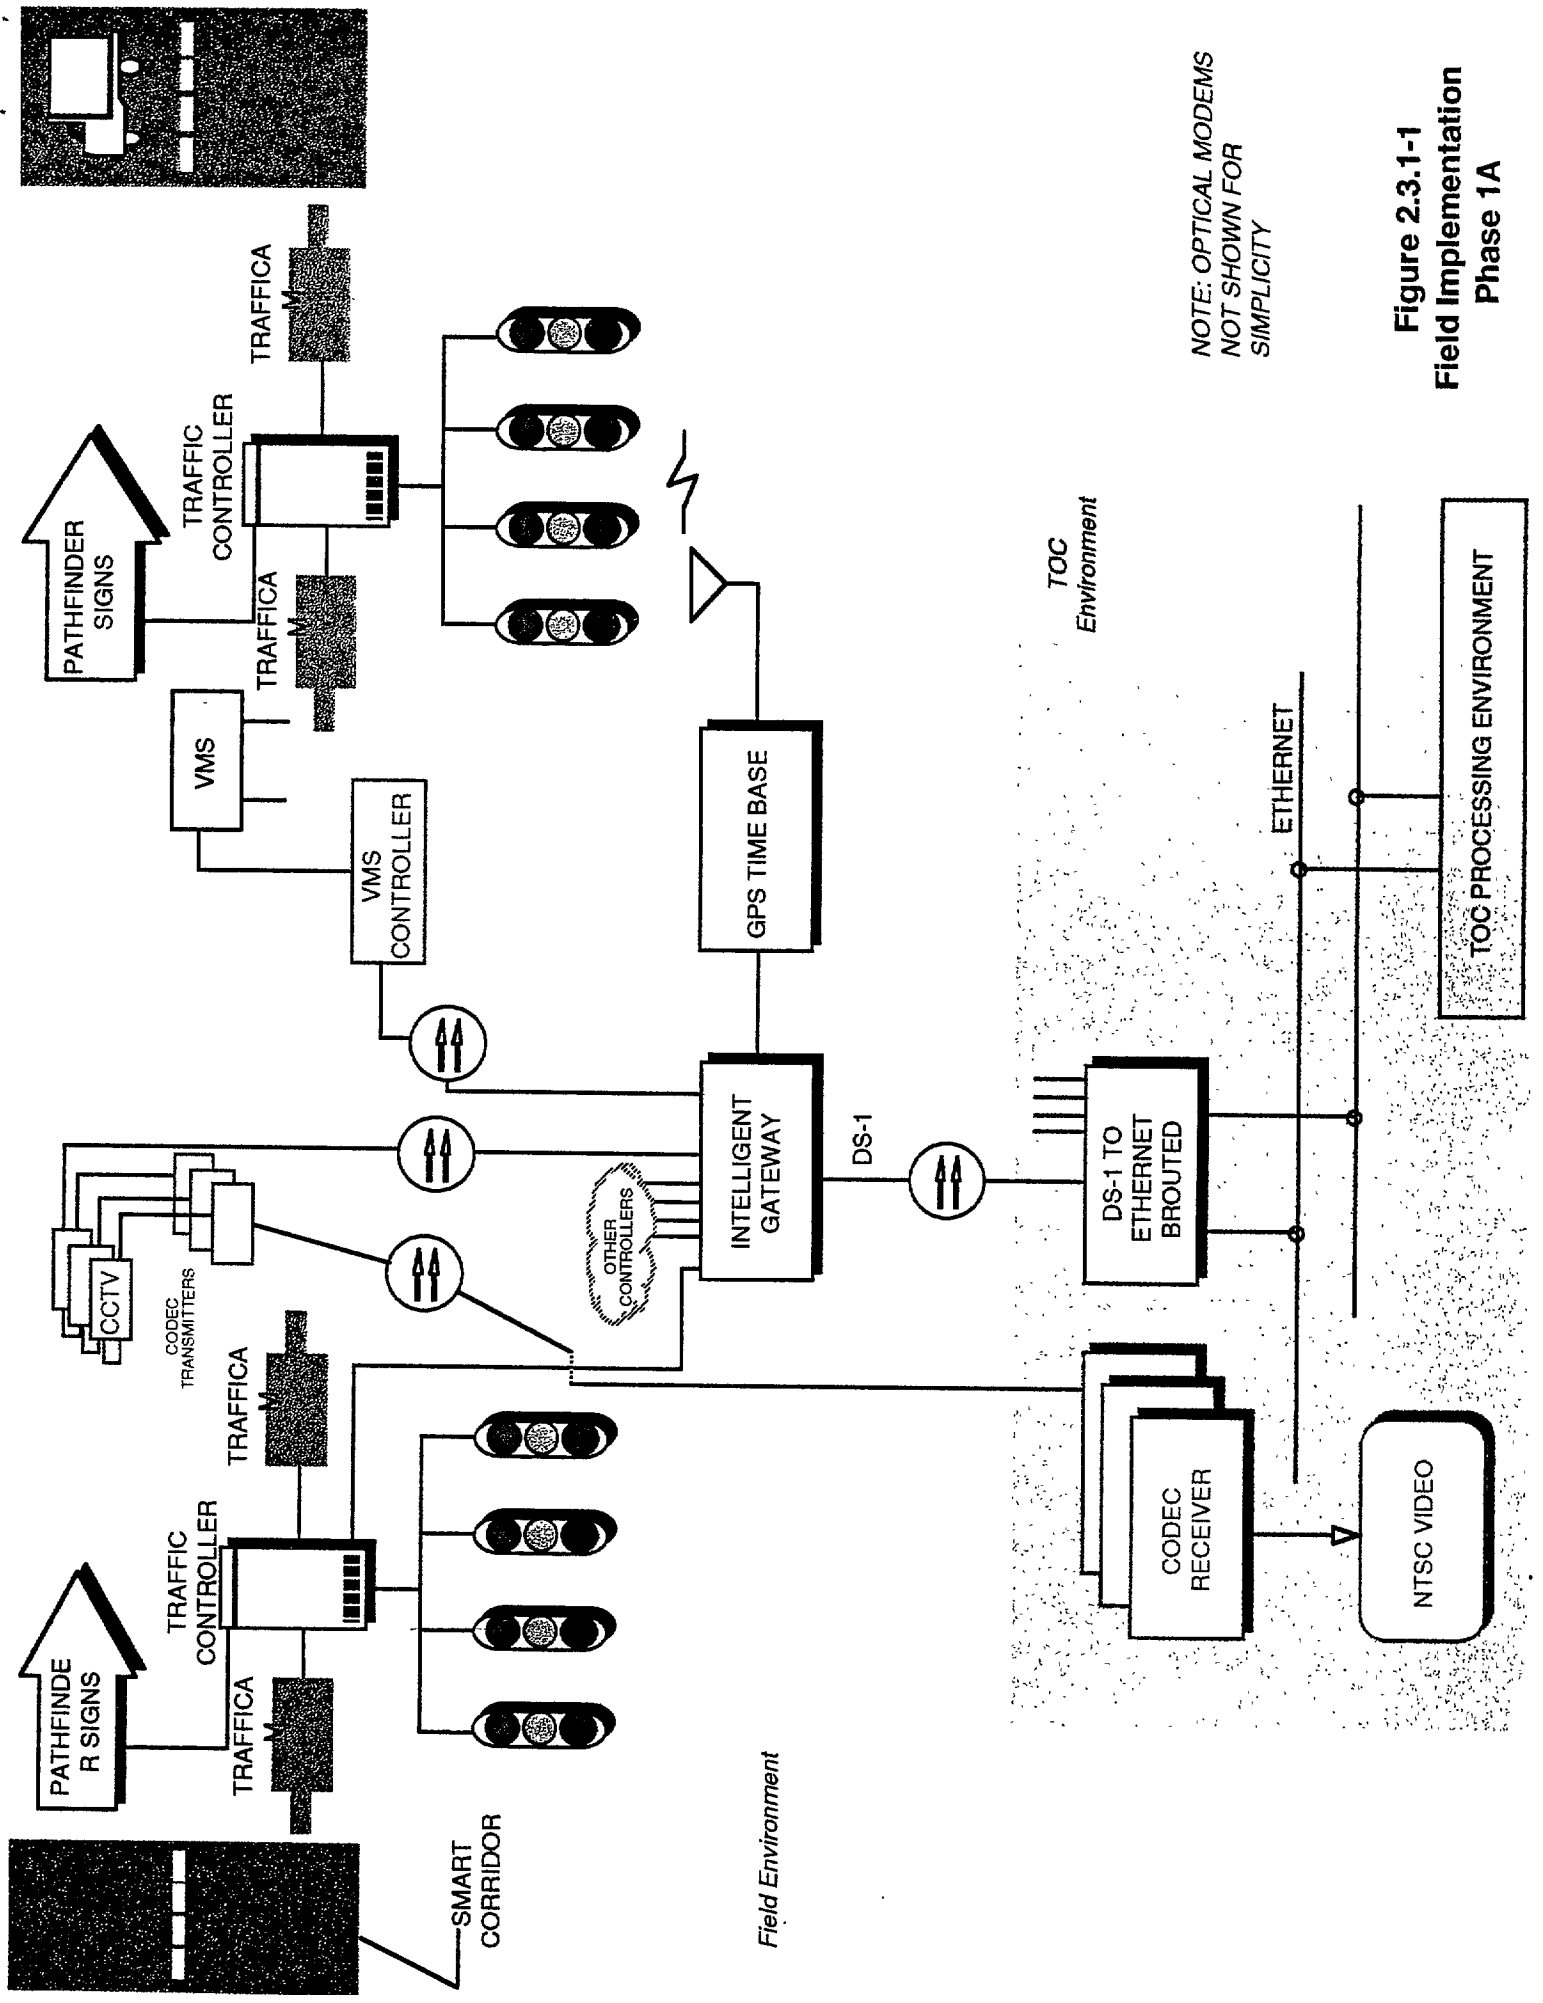 PATHFINDE
R SIGNS
TRAFFIC
CONTROLLER
TRAFFICA
M
TRAFFICA
M
SMART
CORRIDOR
CCTV
CODEC
TRANSMITTERS
VMS
VMS
CONTROLLER
PATHFINDER
SIGNS
TRAFFIC
CONTROLLER
TRAFFICA
M
TRAFFICA
M
OTHER
CONTROLLERS
INTELLIGENT
GATEWAY
GPS TIME BASE
DS-1
Field Environment
TOC
Environment
DS-1 TO
ETHERNET
BROUTED
ETHERNET
CODEC
RECEIVER
NTSC VIDEO
TOC PROCESSING ENVIRONMENT
NOTE: OPTICAL MODEMS
NOT SHOWN FOR
SIMPLICITY
Figure 2.3.1-1
Field Implementation
Phase 1A